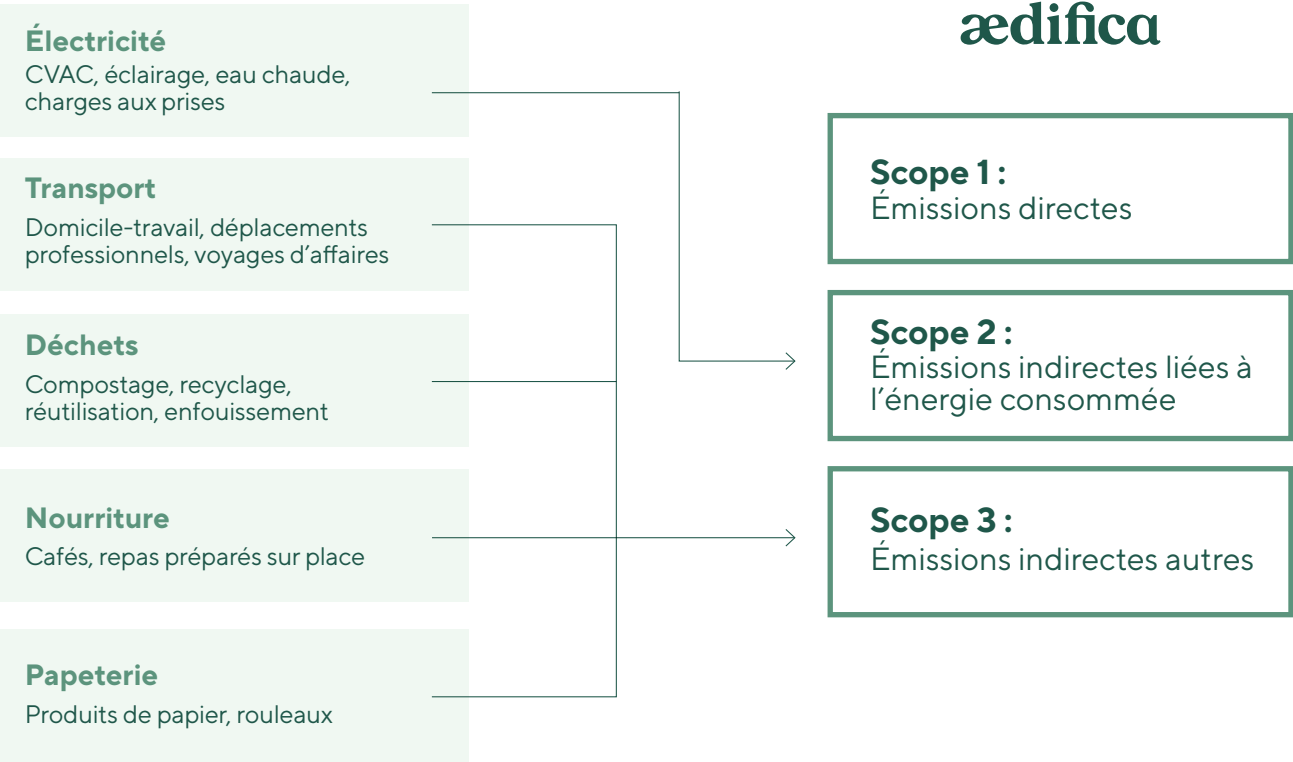 Électricité
CVAC, éclairage, eau chaude,
charges aux prises
Transport
Domicile-travail, déplacements
professionnels, voyages d’affaires
Déchets
Compostage, recyclage,
réutilisation, enfouissement
Nourriture
Cafés, repas préparés sur place
Papeterie
Produits de papier, rouleaux
ædifica
Scope 1 :
Émissions directes
Scope 2 :
Émissions indirectes liées à
l’énergie consommée
Scope 3 :
Émissions indirectes autres